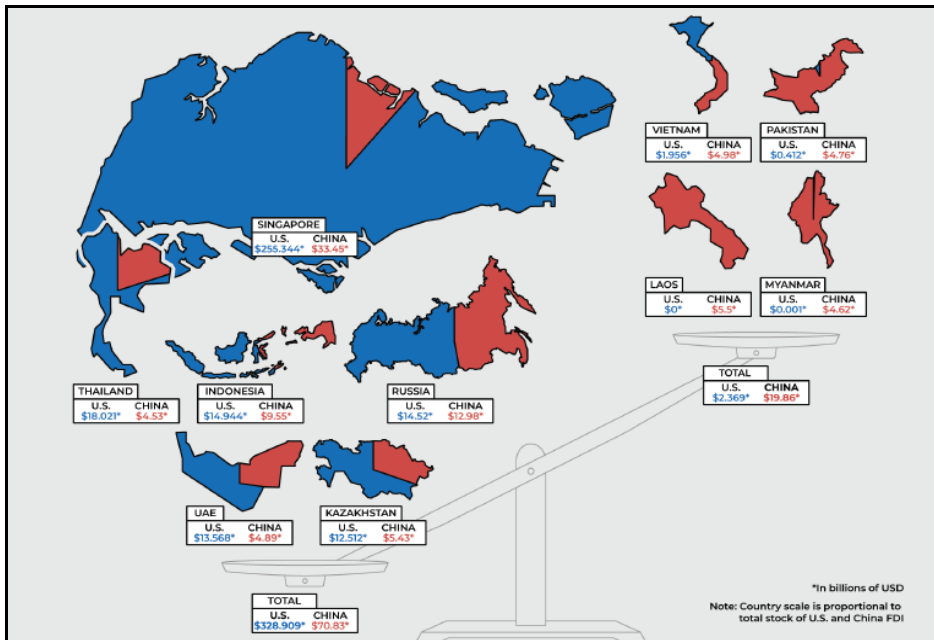 VIETNAM
U.S. CHINA
$1.956* $4.98*
PAKISTAN
U.S. CHINA
$0.412* $4.76*
SINGAPORE
U.S. CHINA
$255.344* $33.45*
LAOS
U.S. CHINA
$0* $5.5*
MYANMAR
U.S. CHINA
$0.001* $4.62*
THAILAND
U.S. CHINA
$18.021* $4.53*
INDONESIA
U.S. CHINA
$14.944* $9.55*
RUSSIA
U.S. CHINA
$14.52* $12.98*
TOTAL
U.S. CHINA
$2.369* $19.86*
UAE
U.S. CHINA
$13.568* $4.89*
KAZAKHSTAN
U.S. CHINA
$12.512* $5.43*
TOTAL
U.S. CHINA
$328.909* $70.83*
*In billions of USD
Note: Country scale is proportional to
total stock of U.S. and China FDI